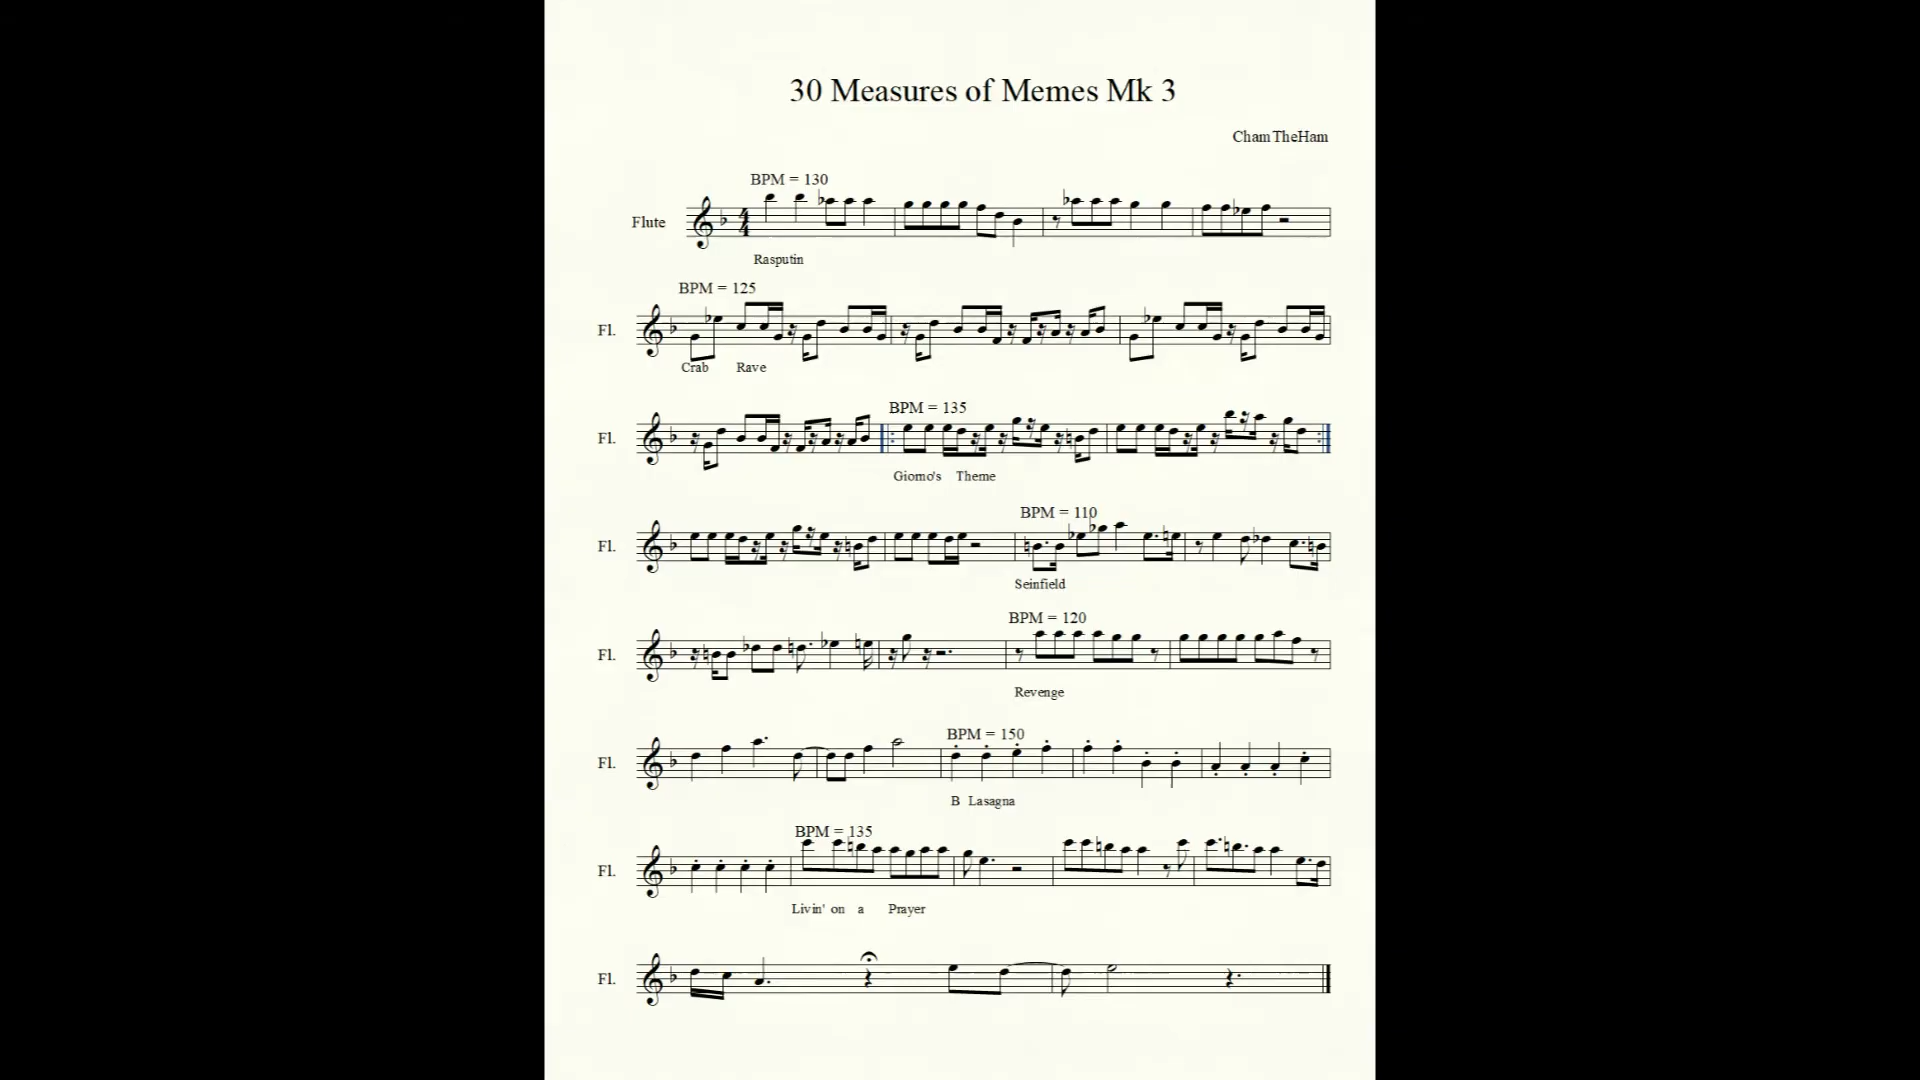 30 Measures of Memes Mk 3
ChamTheHam
BPM = 130
Flute
Rasputin
BPM = 125
Fl.
Crab Rave
BPM = 135
Fl.
Giorno's Theme
BPM = 110
Fl.
Seinfield
BPM = 120
Fl.
Revenge
BPM = 150
Fl.
B Lasagna
BPM = 135
Fl.
Livin' on a Prayer
Fl.